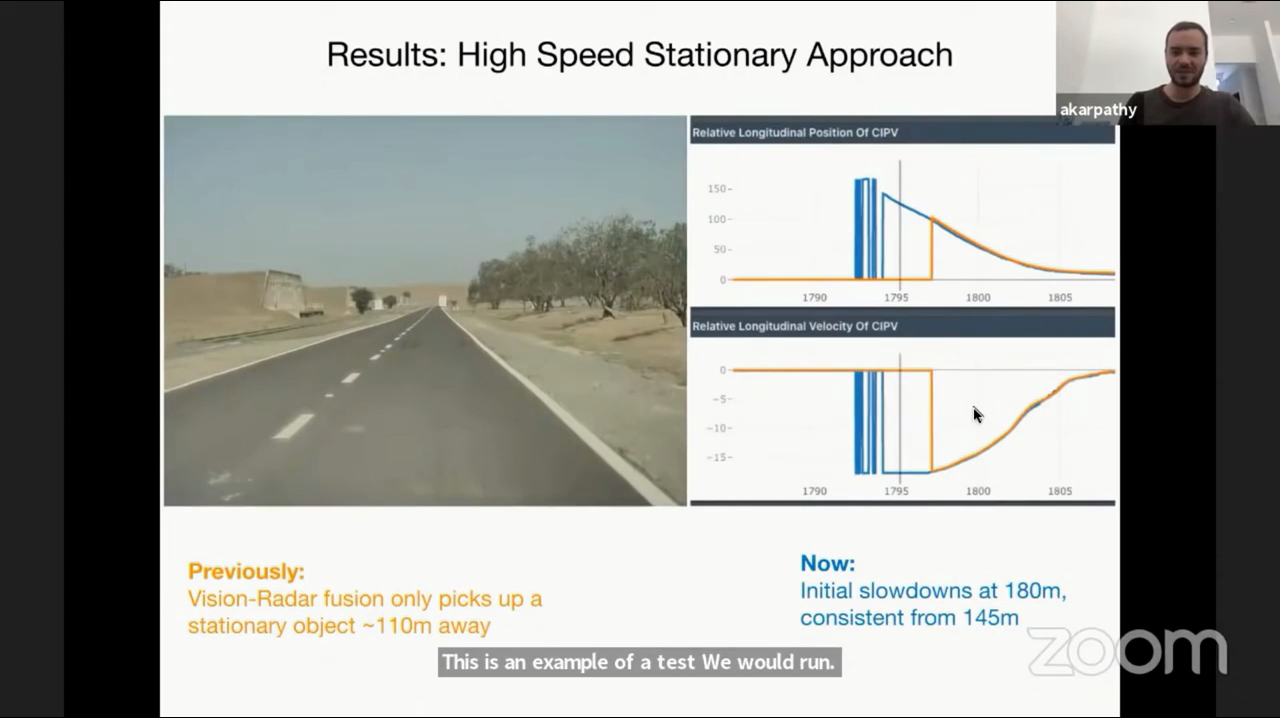 Results: High Speed Stationary Approach
akarpathy
Relative Longitudinal Position Of CIPV
150
100
50
0
1790 1795 1800 1805
Relative Longitudinal Velocity Of CIPV
0
-5
-10
-15
1790 1795 1800 1805
Previously:
Vision-Radar fusion only picks up a
stationary object ~110m away
Now:
Initial slowdowns at 180m,
consistent from 145m
This is an example of a test We would run.
zoom